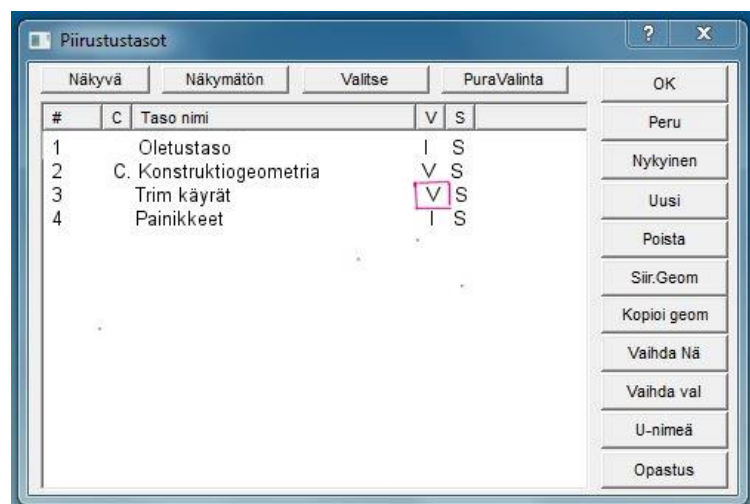 Piirustustasot
? X
Näkyvä Näkymätön Valitse PuraValinta
# C Taso nimi V S
1 Oletustaso I S
2 C. Konstruktiogeometria V S
3 Trim käyrät V S
4 Painikkeet I S
OK
Peru
Nykyinen
Uusi
Poista
Siir.Geom
Kopioi geom
Vaihda Nä
Vaihda val
U-nimeä
Opastus